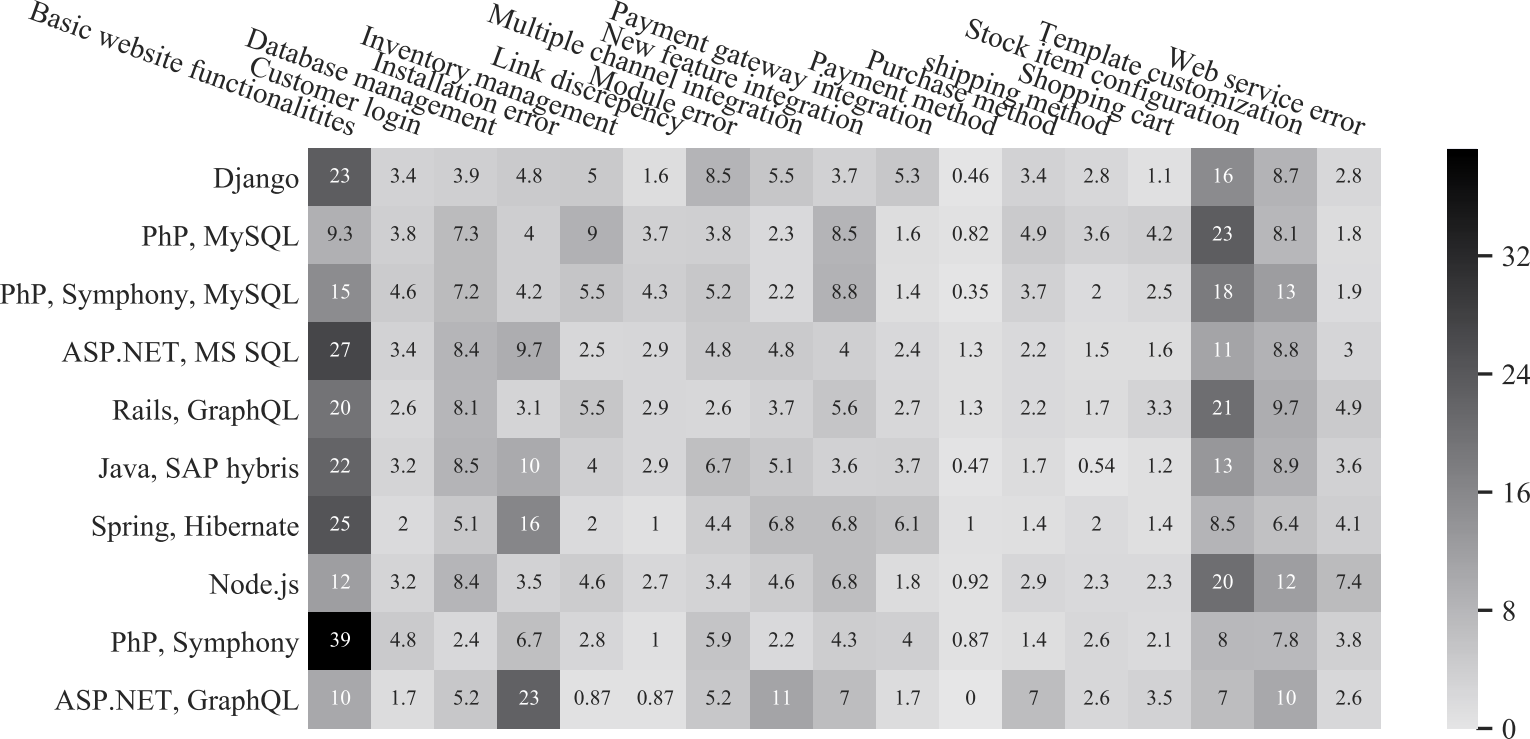 Basic website functionalitites
Customer login
Database management
Installation error
Inventory management
Link discrepency
Module error
Multiple channel integration
New feature integration
Payment gateway integration
Payment method
Purchase method
shipping method
Shopping cart
Stock item configuration
Template customization
Web service error
Django 23 3.4 3.9 4.8 5 1.6 8.5 5.5 3.7 5.3 0.46 3.4 2.8 1.1 16 8.7 2.8
PhP, MySQL 9.3 3.8 7.3 4 9 3.7 3.8 2.3 8.5 1.6 0.82 4.9 3.6 4.2 23 8.1 1.8
PhP, Symphony, MySQL 15 4.6 7.2 4.2 5.5 4.3 5.2 2.2 8.8 1.4 0.35 3.7 2 2.5 18 13 1.9
ASP.NET, MS SQL 27 3.4 8.4 9.7 2.5 2.9 4.8 4.8 4 2.4 1.3 2.2 1.5 1.6 11 8.8 3
Rails, GraphQL 20 2.6 8.1 3.1 5.5 2.9 2.6 3.7 5.6 2.7 1.3 2.2 1.7 3.3 21 9.7 4.9
Java, SAP hybris 22 3.2 8.5 10 4 2.9 6.7 5.1 3.6 3.7 0.47 1.7 0.54 1.2 13 8.9 3.6
Spring, Hibernate 25 2 5.1 16 2 1 4.4 6.8 6.8 6.1 1 1.4 2 1.4 8.5 6.4 4.1
Node.js 12 3.2 8.4 3.5 4.6 2.7 3.4 4.6 6.8 1.8 0.92 2.9 2.3 2.3 20 12 7.4
PhP, Symphony 39 4.8 2.4 6.7 2.8 1 5.9 2.2 4.3 4 0.87 1.4 2.6 2.1 8 7.8 3.8
ASP.NET, GraphQL 10 1.7 5.2 23 0.87 0.87 5.2 11 7 1.7 0 7 2.6 3.5 7 10 2.6
32
24
16
8
0